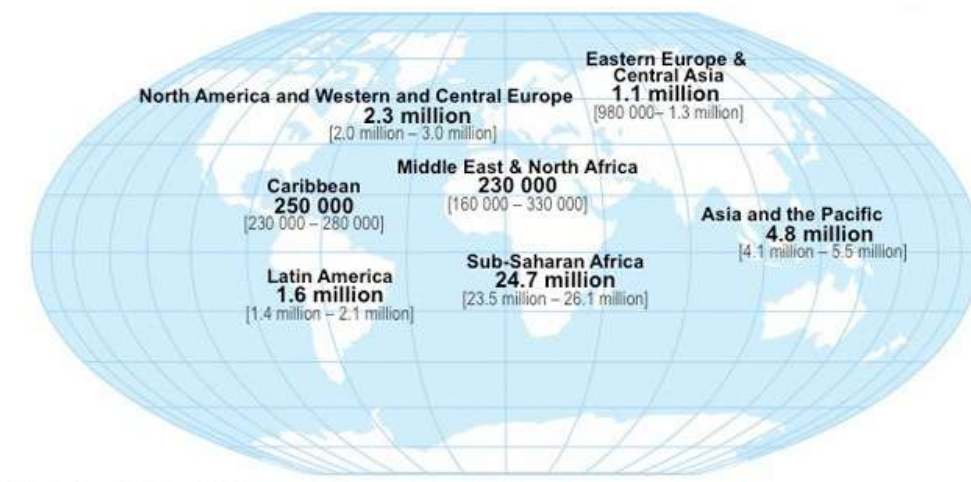 Eastern Europe &
Central Asia
1.1 million
[980 000– 1.3 million]
North America and Western and Central Europe
2.3 million
[2.0 million – 3.0 million]
Middle East & North Africa
230 000
[160 000 – 330 000]
Caribbean
250 000
[230 000 – 280 000]
Asia and the Pacific
4.8 million
[4.1 million – 5.5 million]
Sub-Saharan Africa
24.7 million
[23.5 million – 26.1 million]
Latin America
1.6 million
[1.4 million – 2.1 million]